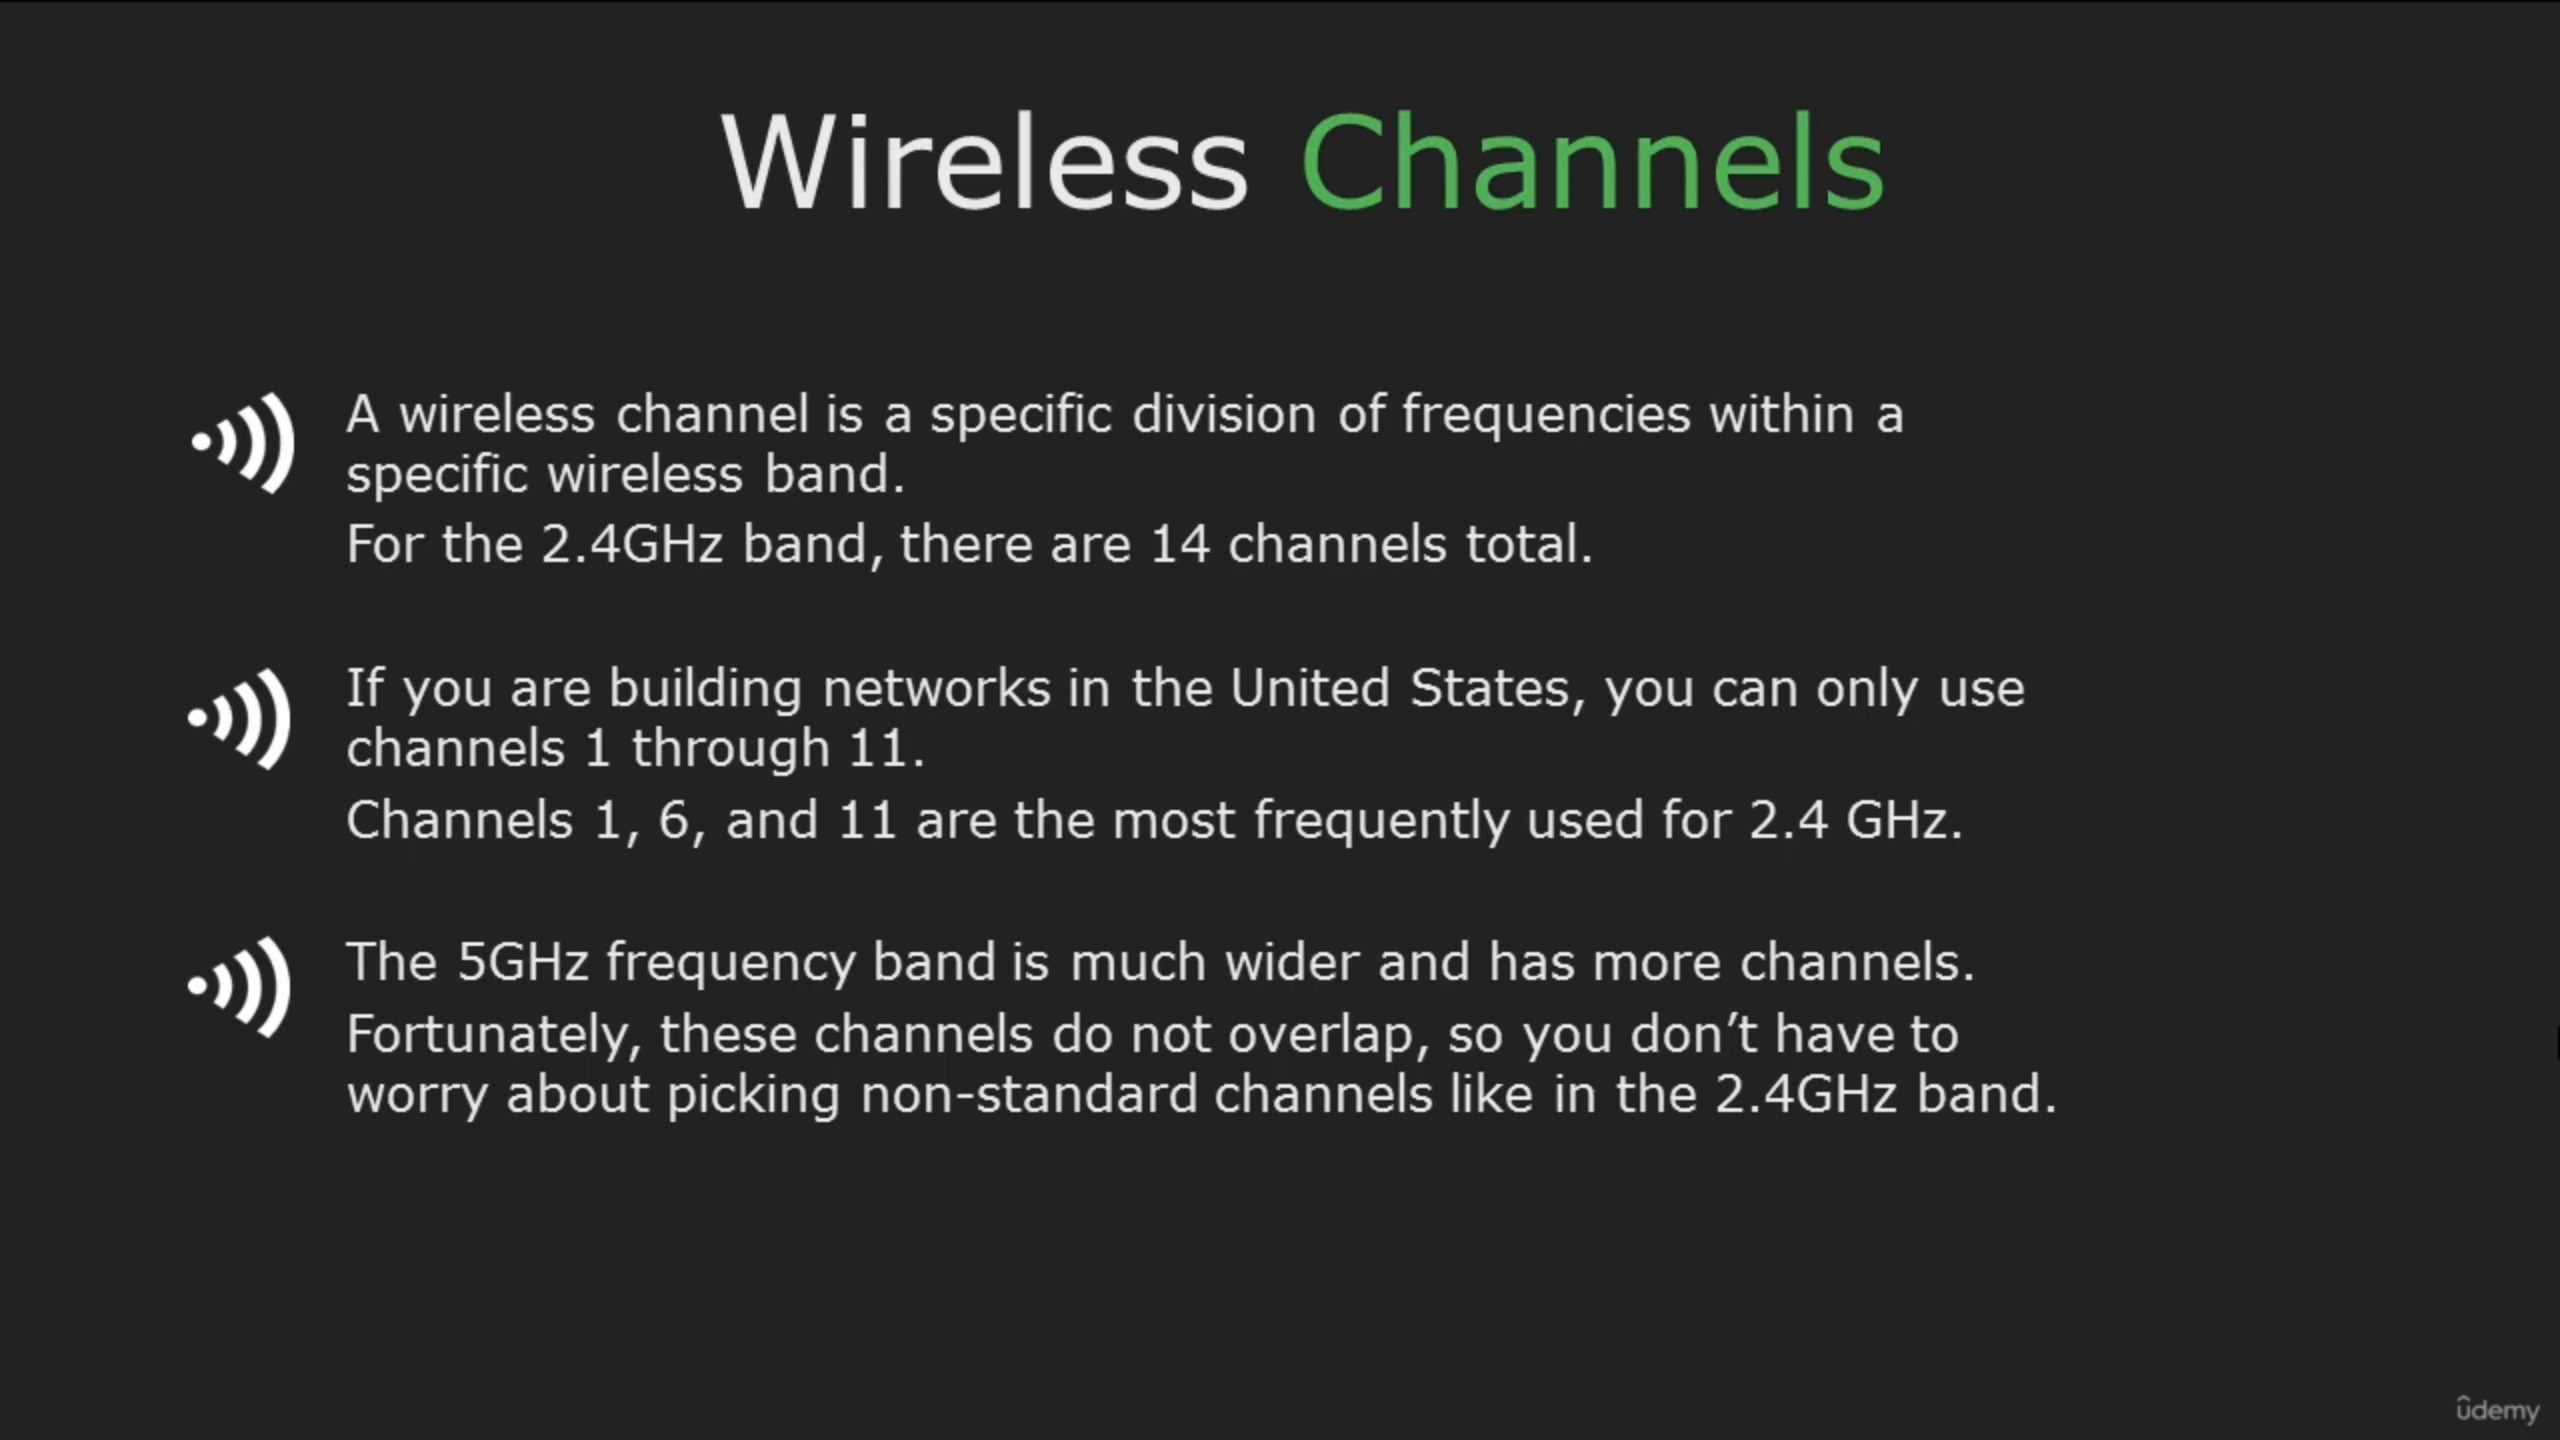 Wireless Channels
A wireless channel is a specific division of frequencies within a
specific wireless band.
For the 2.4GHz band, there are 14 channels total.
If you are building networks in the United States, you can only use
channels 1 through 11.
Channels 1, 6, and 11 are the most frequently used for 2.4 GHz.
The 5GHz frequency band is much wider and has more channels.
Fortunately, these channels do not overlap, so you don’t have to
worry about picking non-standard channels like in the 2.4GHz band.
ûdemy